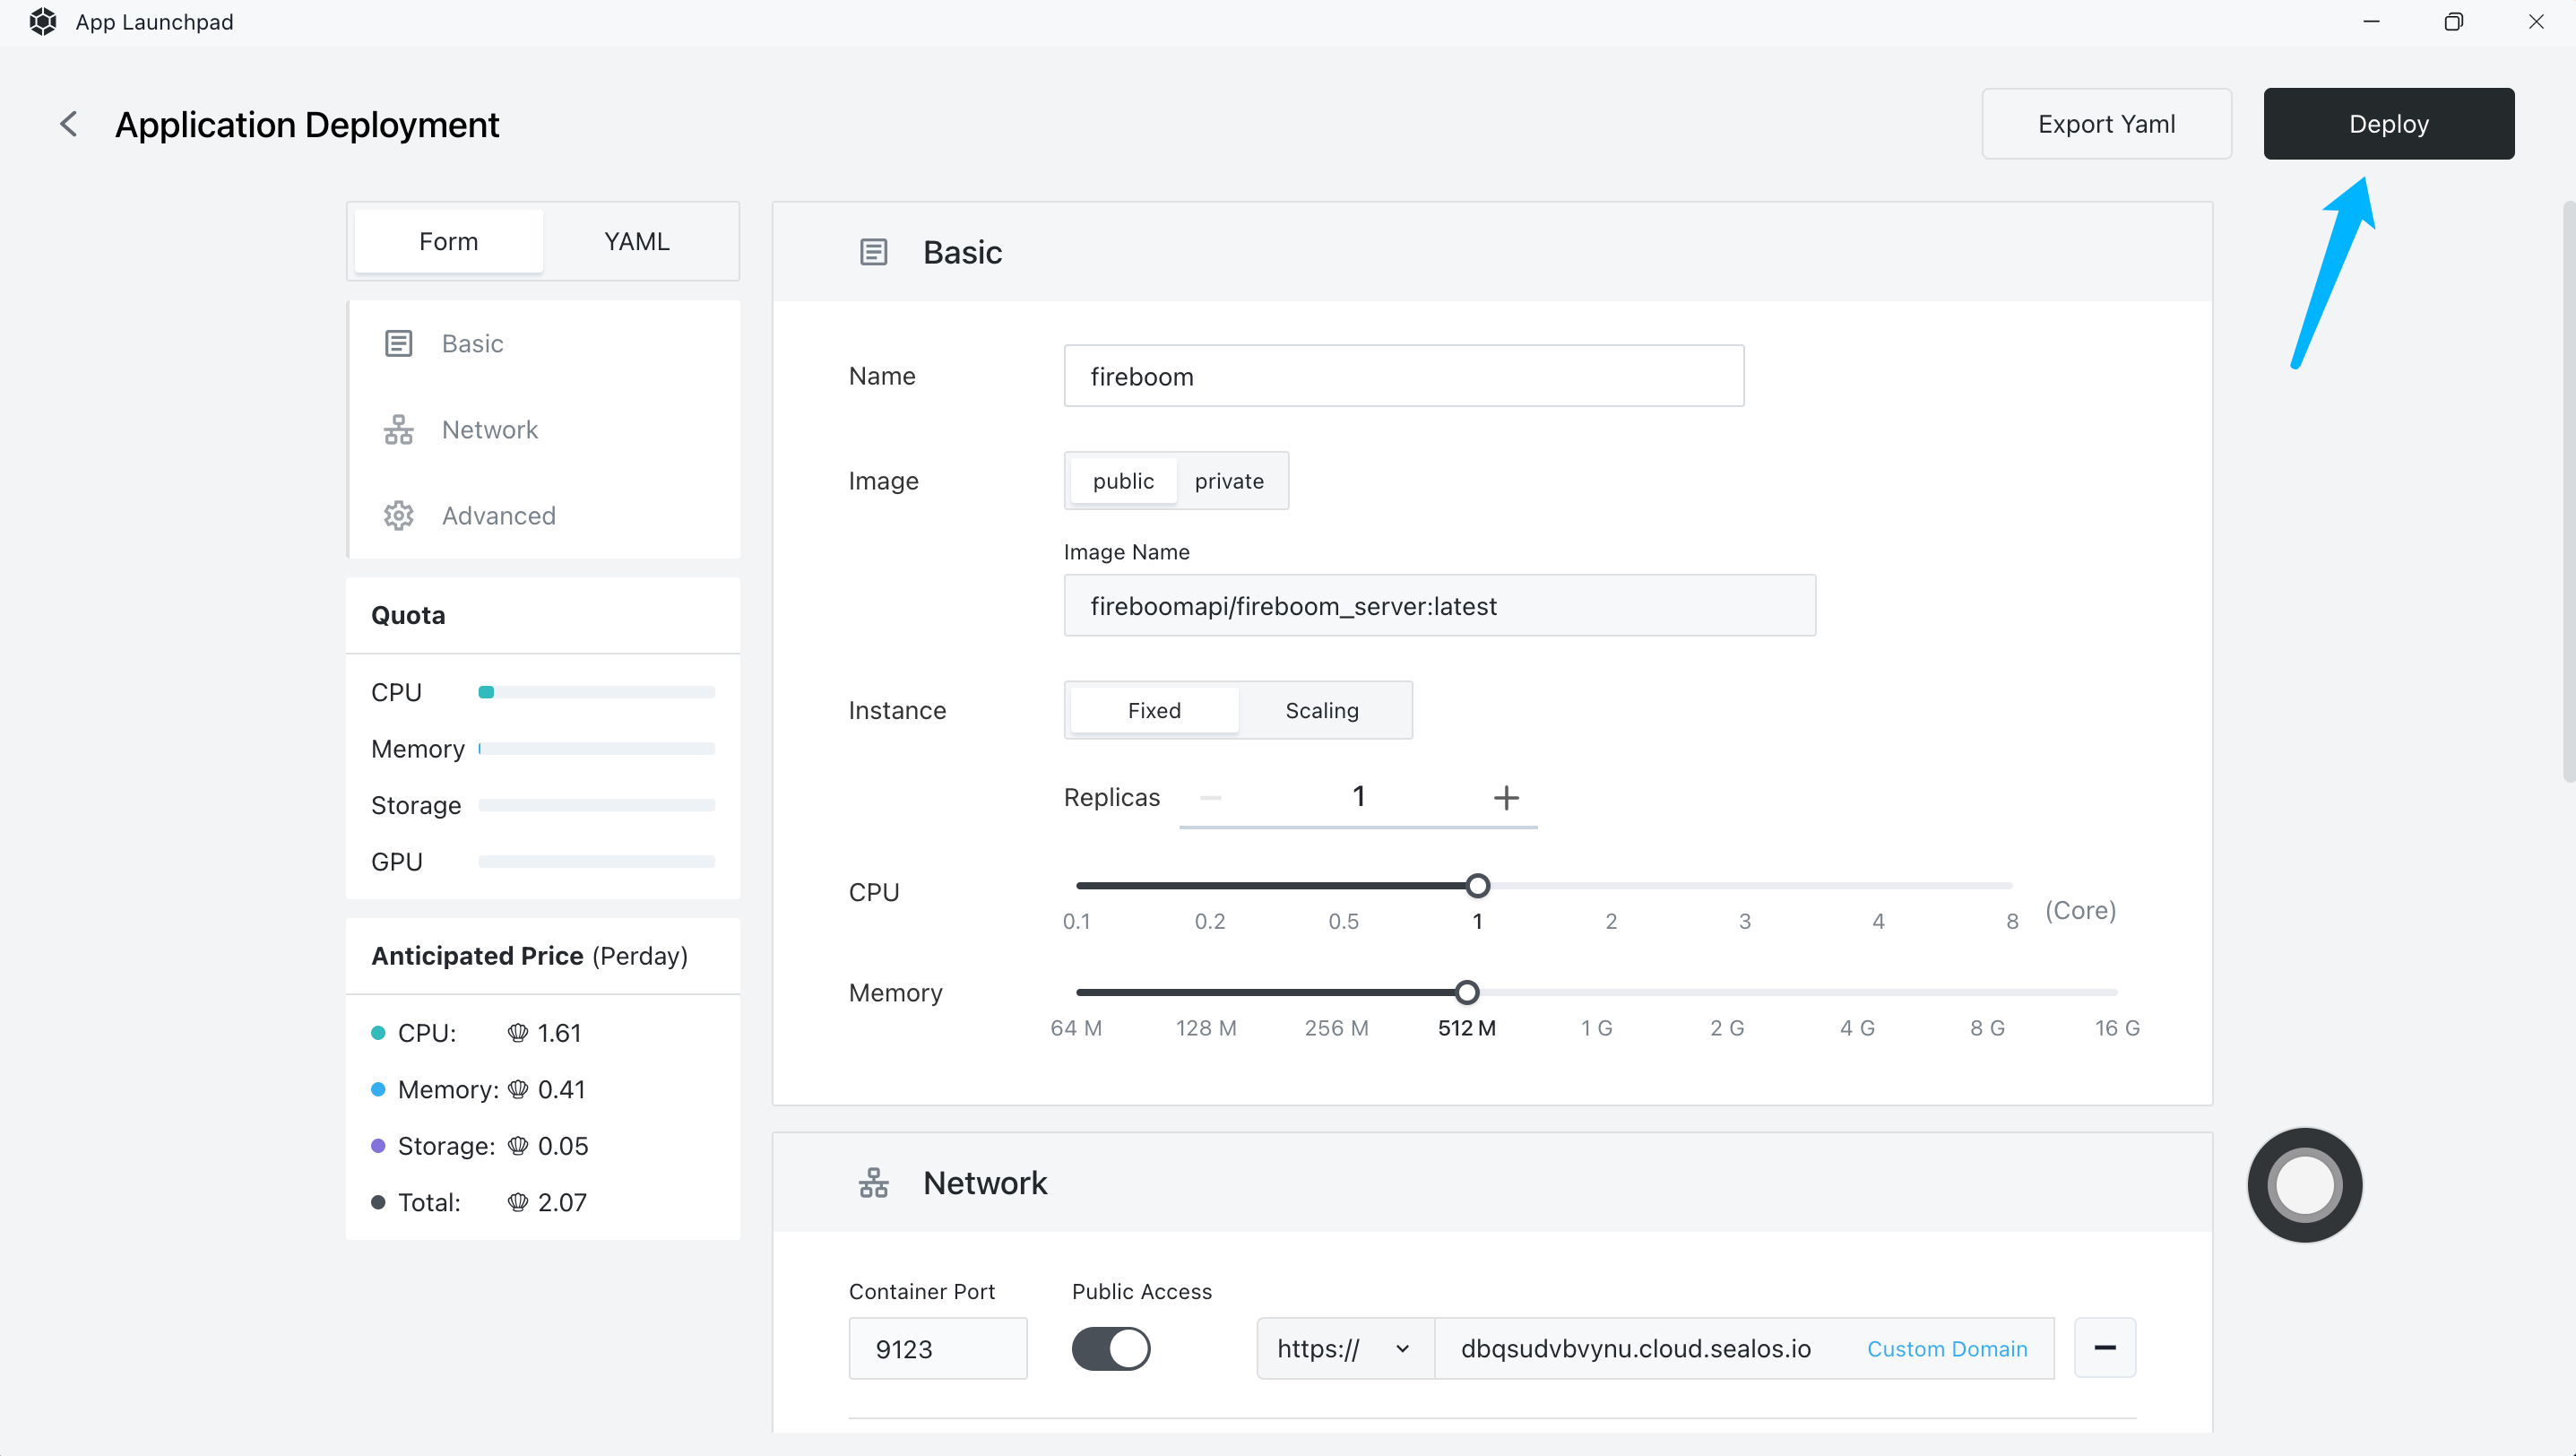 App Launchpad
Application Deployment
Export Yaml
Deploy
Form
YAML
Basic
Network
Advanced
Quota
CPU
Memory
Storage
GPU
Anticipated Price (Perday)
CPU: 1.61
Memory: 0.41
Storage: 0.05
Total: 2.07
Basic
Name
fireboom
Image
public
private
Image Name
fireboomapi/fireboom_server:latest
Instance
Fixed
Scaling
Replicas
1
CPU
0.1 0.2 0.5 1 2 3 4 8 (Core)
Memory
64 M 128 M 256 M 512 M 1 G 2 G 4 G 8 G 16 G
Network
Container Port
Public Access
9123
https://
dbqsudvbvynu.cloud.sealos.io
Custom Domain